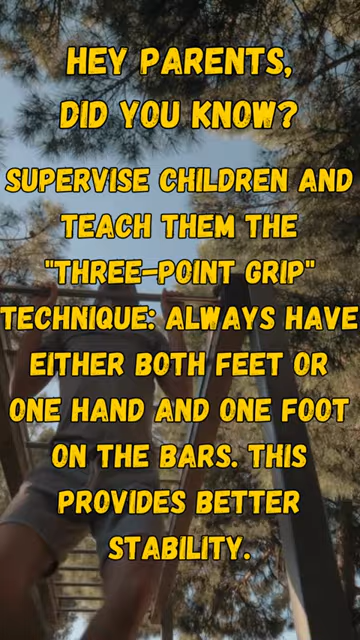 HEY PARENTS,
DID YOU KNOW?
SUPERVISE CHILDREN AND
TEACH THEM THE
"THREE-POINT GRIP"
TECHNIQUE: ALWAYS HAVE
EITHER BOTH FEET OR
ONE HAND AND ONE FOOT
ON THE BARS. THIS
PROVIDES BETTER
STABILITY.